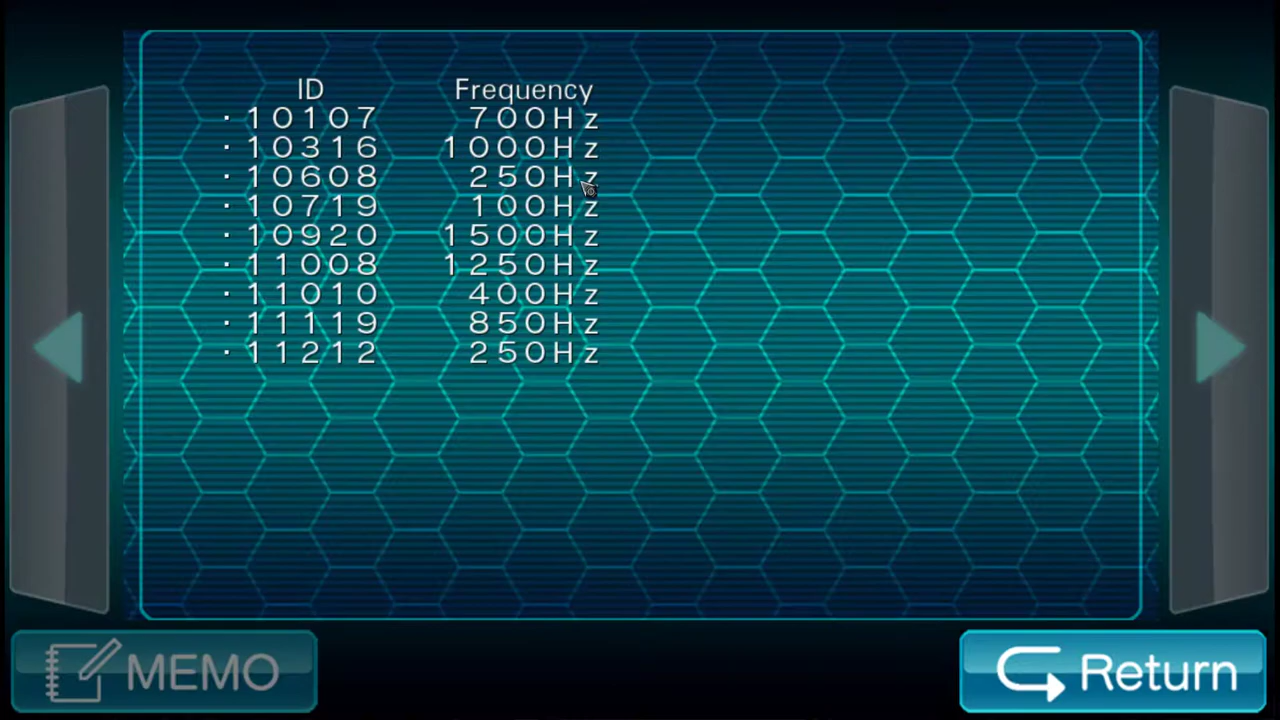 ID Frequency
・10107 700Hz
・10316 1000Hz
・10608 250Hz
・10719 100Hz
・10920 1500Hz
・11008 1250Hz
・11010 400Hz
・11119 850Hz
・11212 250Hz
MEMO Return